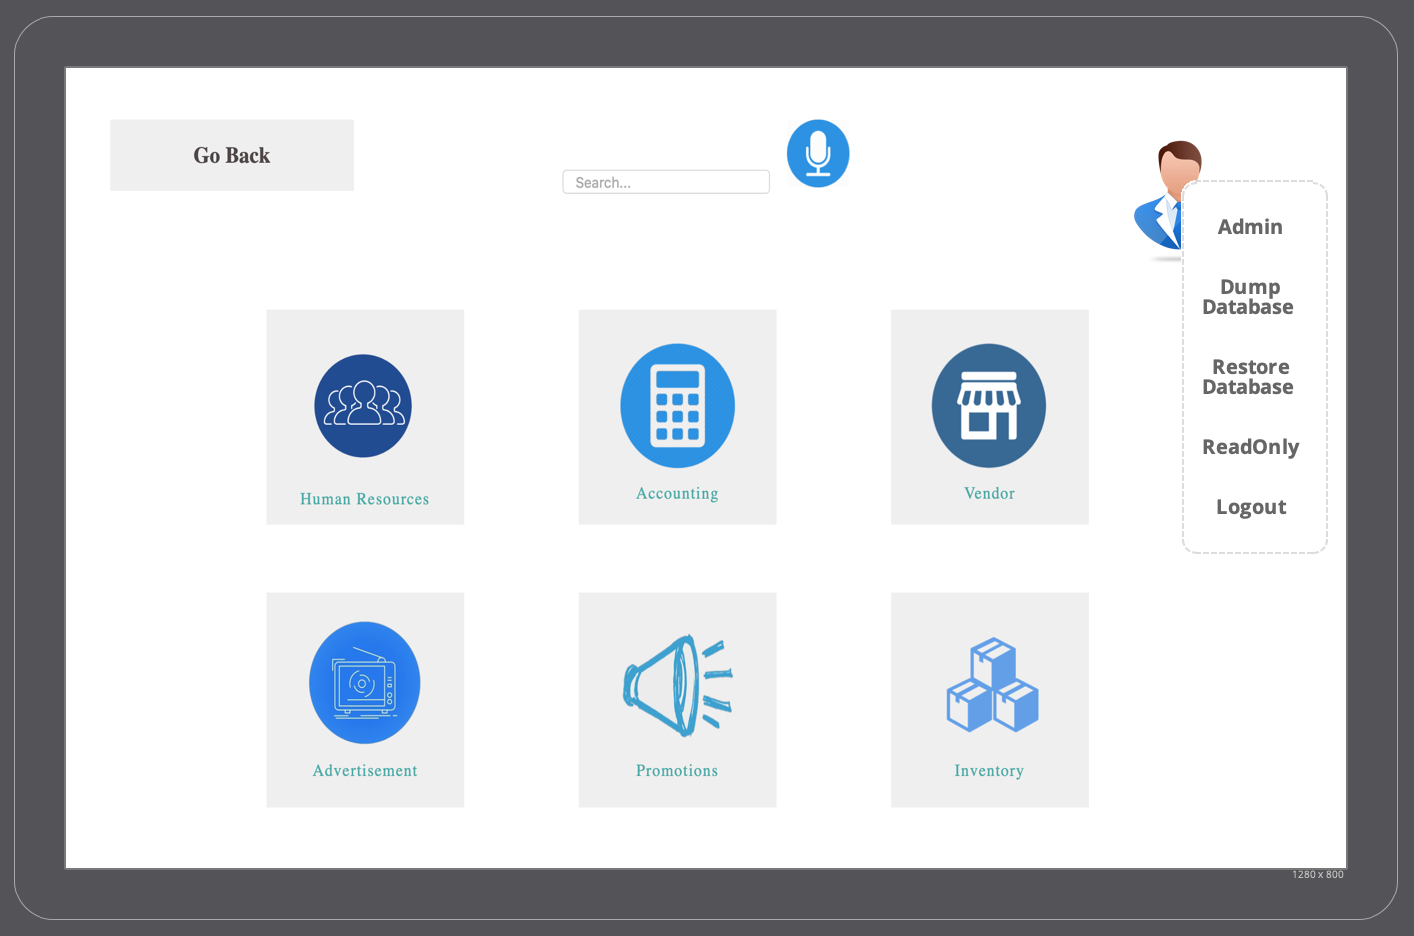 Go Back
Search...
Admin
Dump
Database
Restore
Database
ReadOnly
Logout
Human Resources
Accounting
Vendor
Advertisement
Promotions
Inventory
1280 x 800